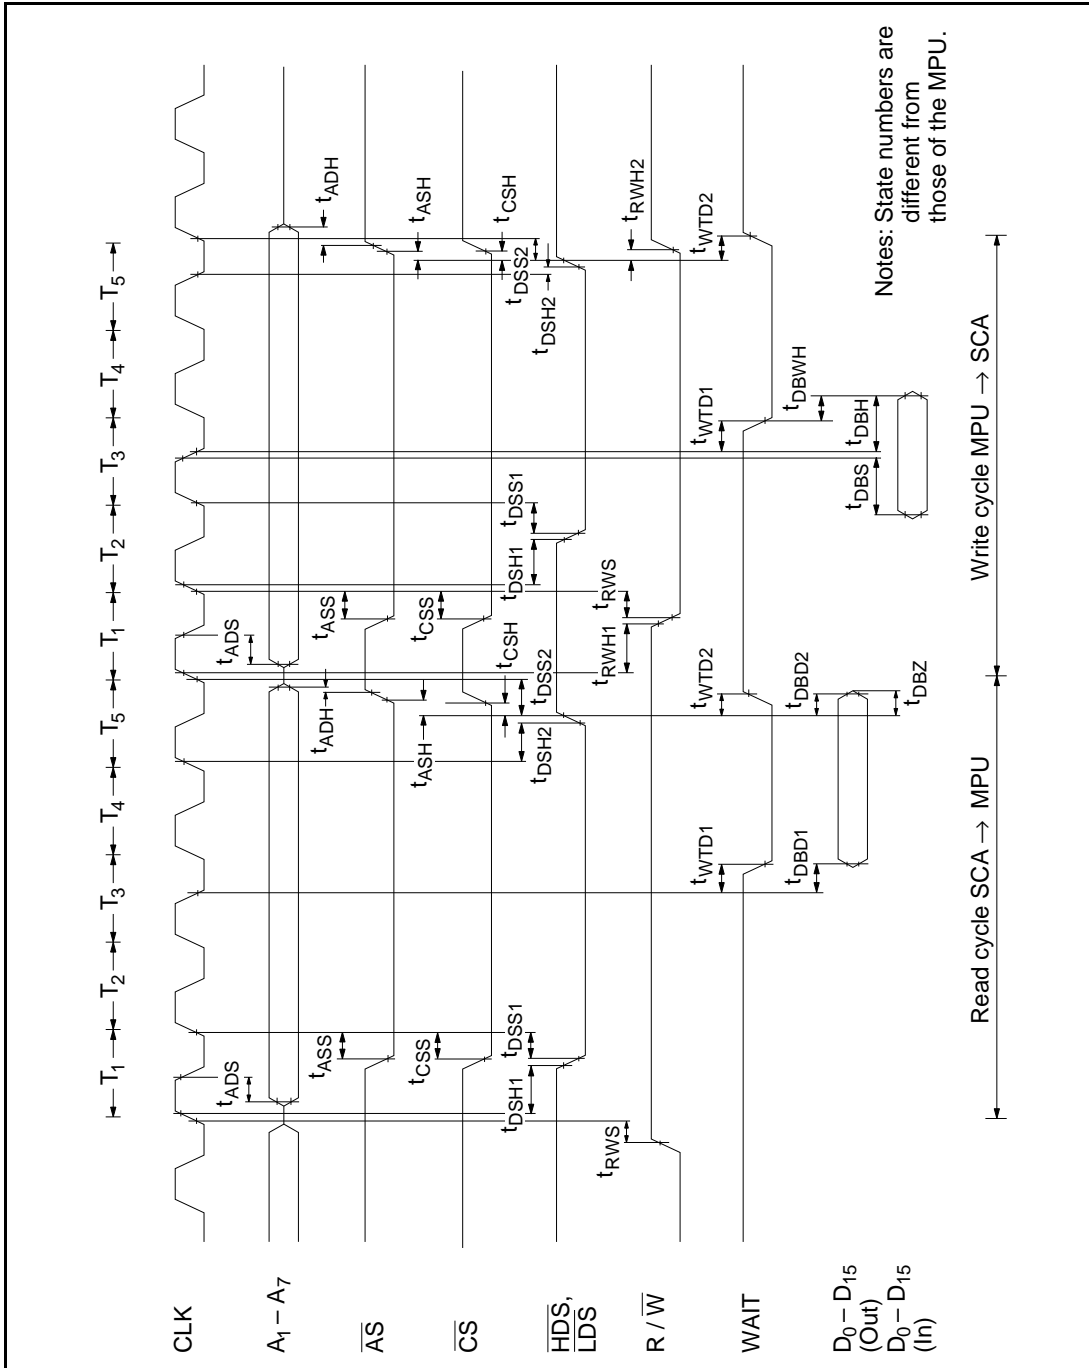 T1 T2 T3 T4 T5 T1 T2 T3 T4 T5
CLK
tADS tADH tADS tADH
A1 – A7
tASS tASH tASS tASH
AS
tCSS tCSH tCSS tCSH
CS
tDSH1 tDSS1 tDSH2 tDSS2 tDSH1 tDSS1 tDSH2 tDSS2
HDS,
LDS
tRWS tRWH1 tRWS tRWH2
R / W
tWTD1 tWTD2 tWTD1 tWTD2
WAIT
tDBD1 tDBD2 tDBWH
D0 – D15
(Out)
tDBZ tDBS tDBH
D0 – D15
(In)
Read cycle SCA → MPU
Write cycle MPU → SCA
Notes: State numbers are
different from
those of the MPU.